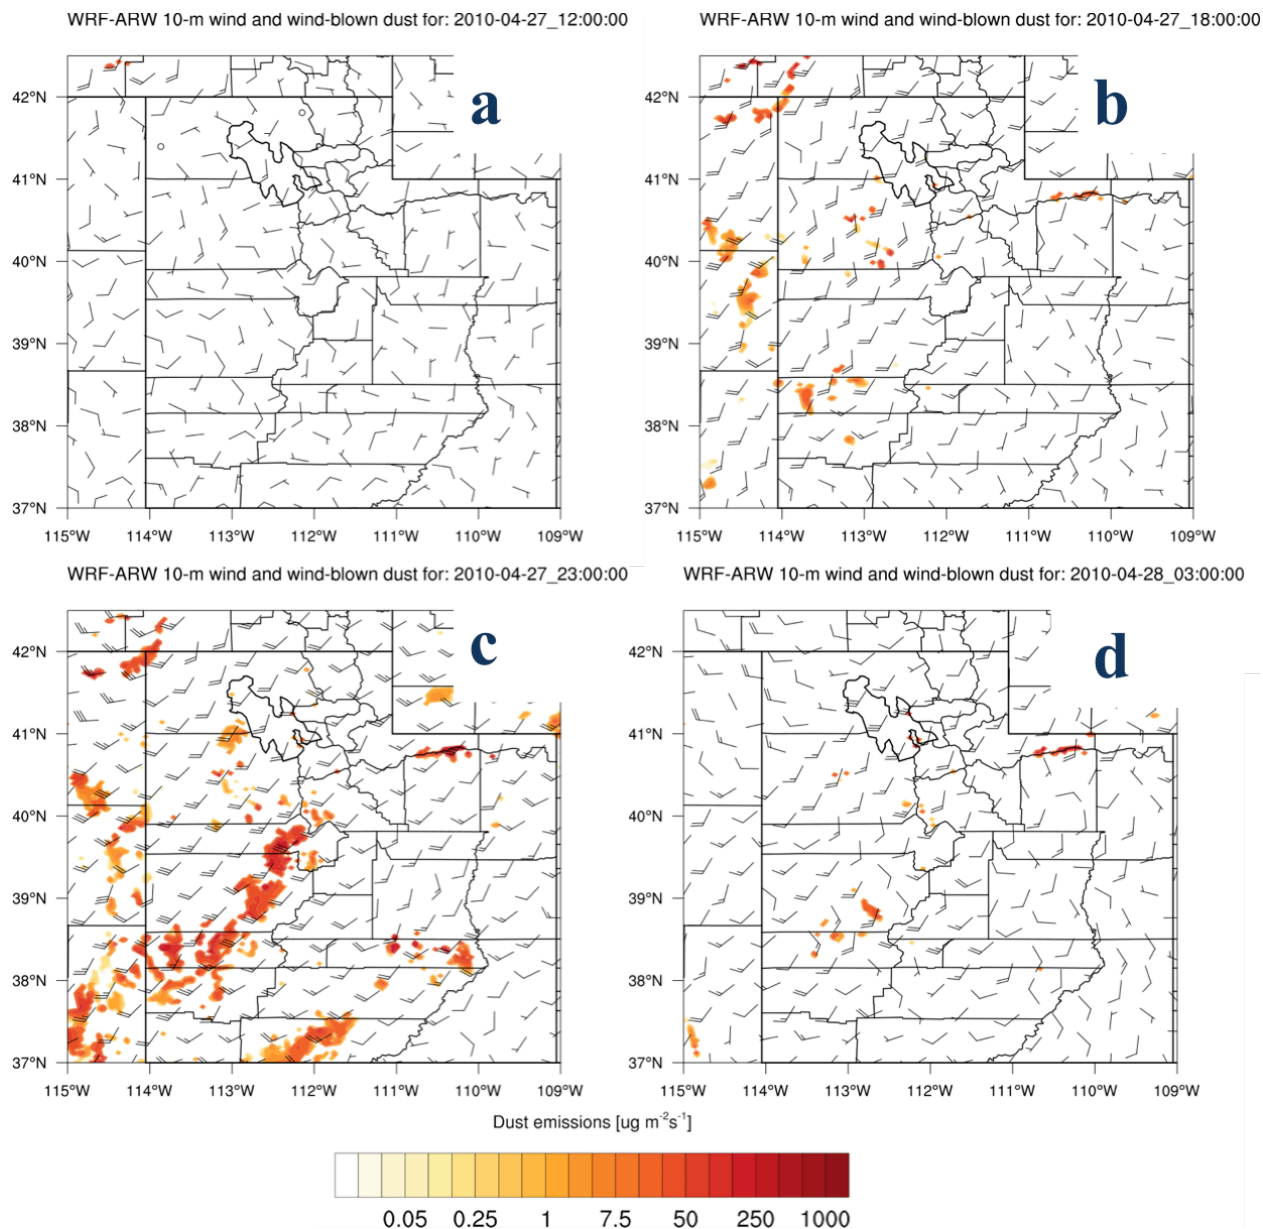 WRF-ARW 10-m wind and wind-blown dust for: 2010-04-27_12:00:00
a
42°N
41°N
40°N
39°N
38°N
37°N
115°W 114°W 113°W 112°W 111°W 110°W 109°W
WRF-ARW 10-m wind and wind-blown dust for: 2010-04-27_18:00:00
b
42°N
41°N
40°N
39°N
38°N
37°N
115°W 114°W 113°W 112°W 111°W 110°W 109°W
WRF-ARW 10-m wind and wind-blown dust for: 2010-04-27_23:00:00
c
42°N
41°N
40°N
39°N
38°N
37°N
115°W 114°W 113°W 112°W 111°W 110°W 109°W
WRF-ARW 10-m wind and wind-blown dust for: 2010-04-28_03:00:00
d
42°N
41°N
40°N
39°N
38°N
37°N
115°W 114°W 113°W 112°W 111°W 110°W 109°W
Dust emissions [ug m⁻²s⁻¹]
0.05 0.25 1 7.5 50 250 1000